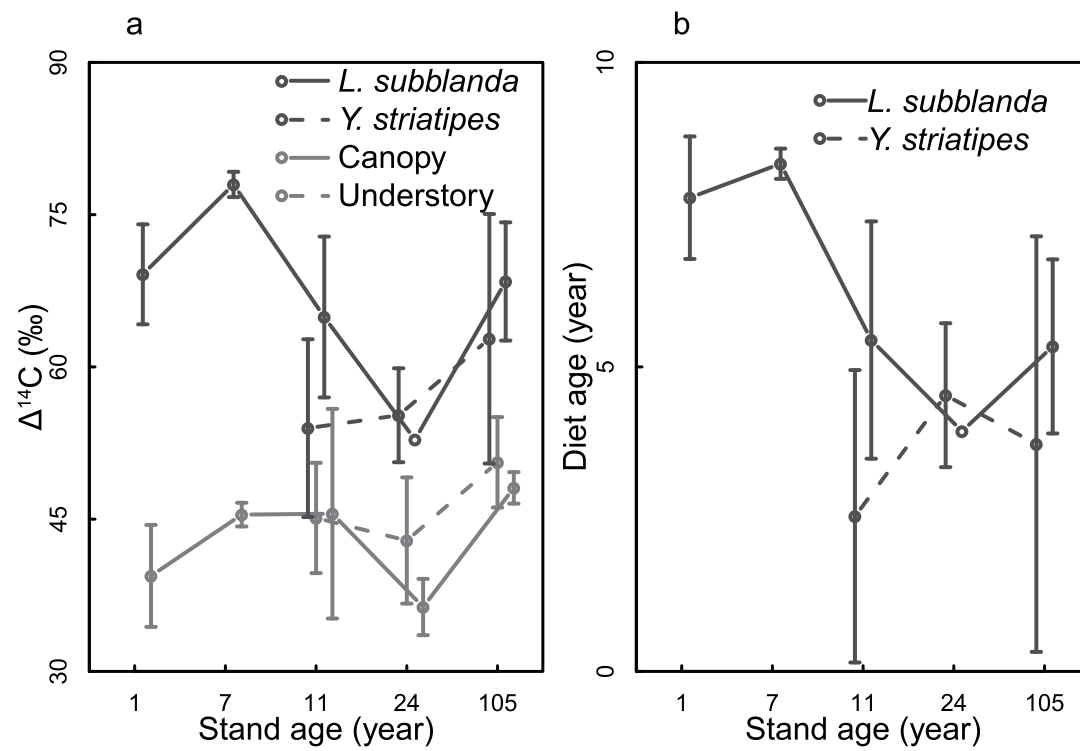 a
90
75
60
45
30
Δ¹⁴C (‰)
L. subblanda
Y. striatipes
Canopy
Understory
1 7 11 24 105
Stand age (year)
b
10
5
0
Diet age (year)
L. subblanda
Y. striatipes
1 7 11 24 105
Stand age (year)